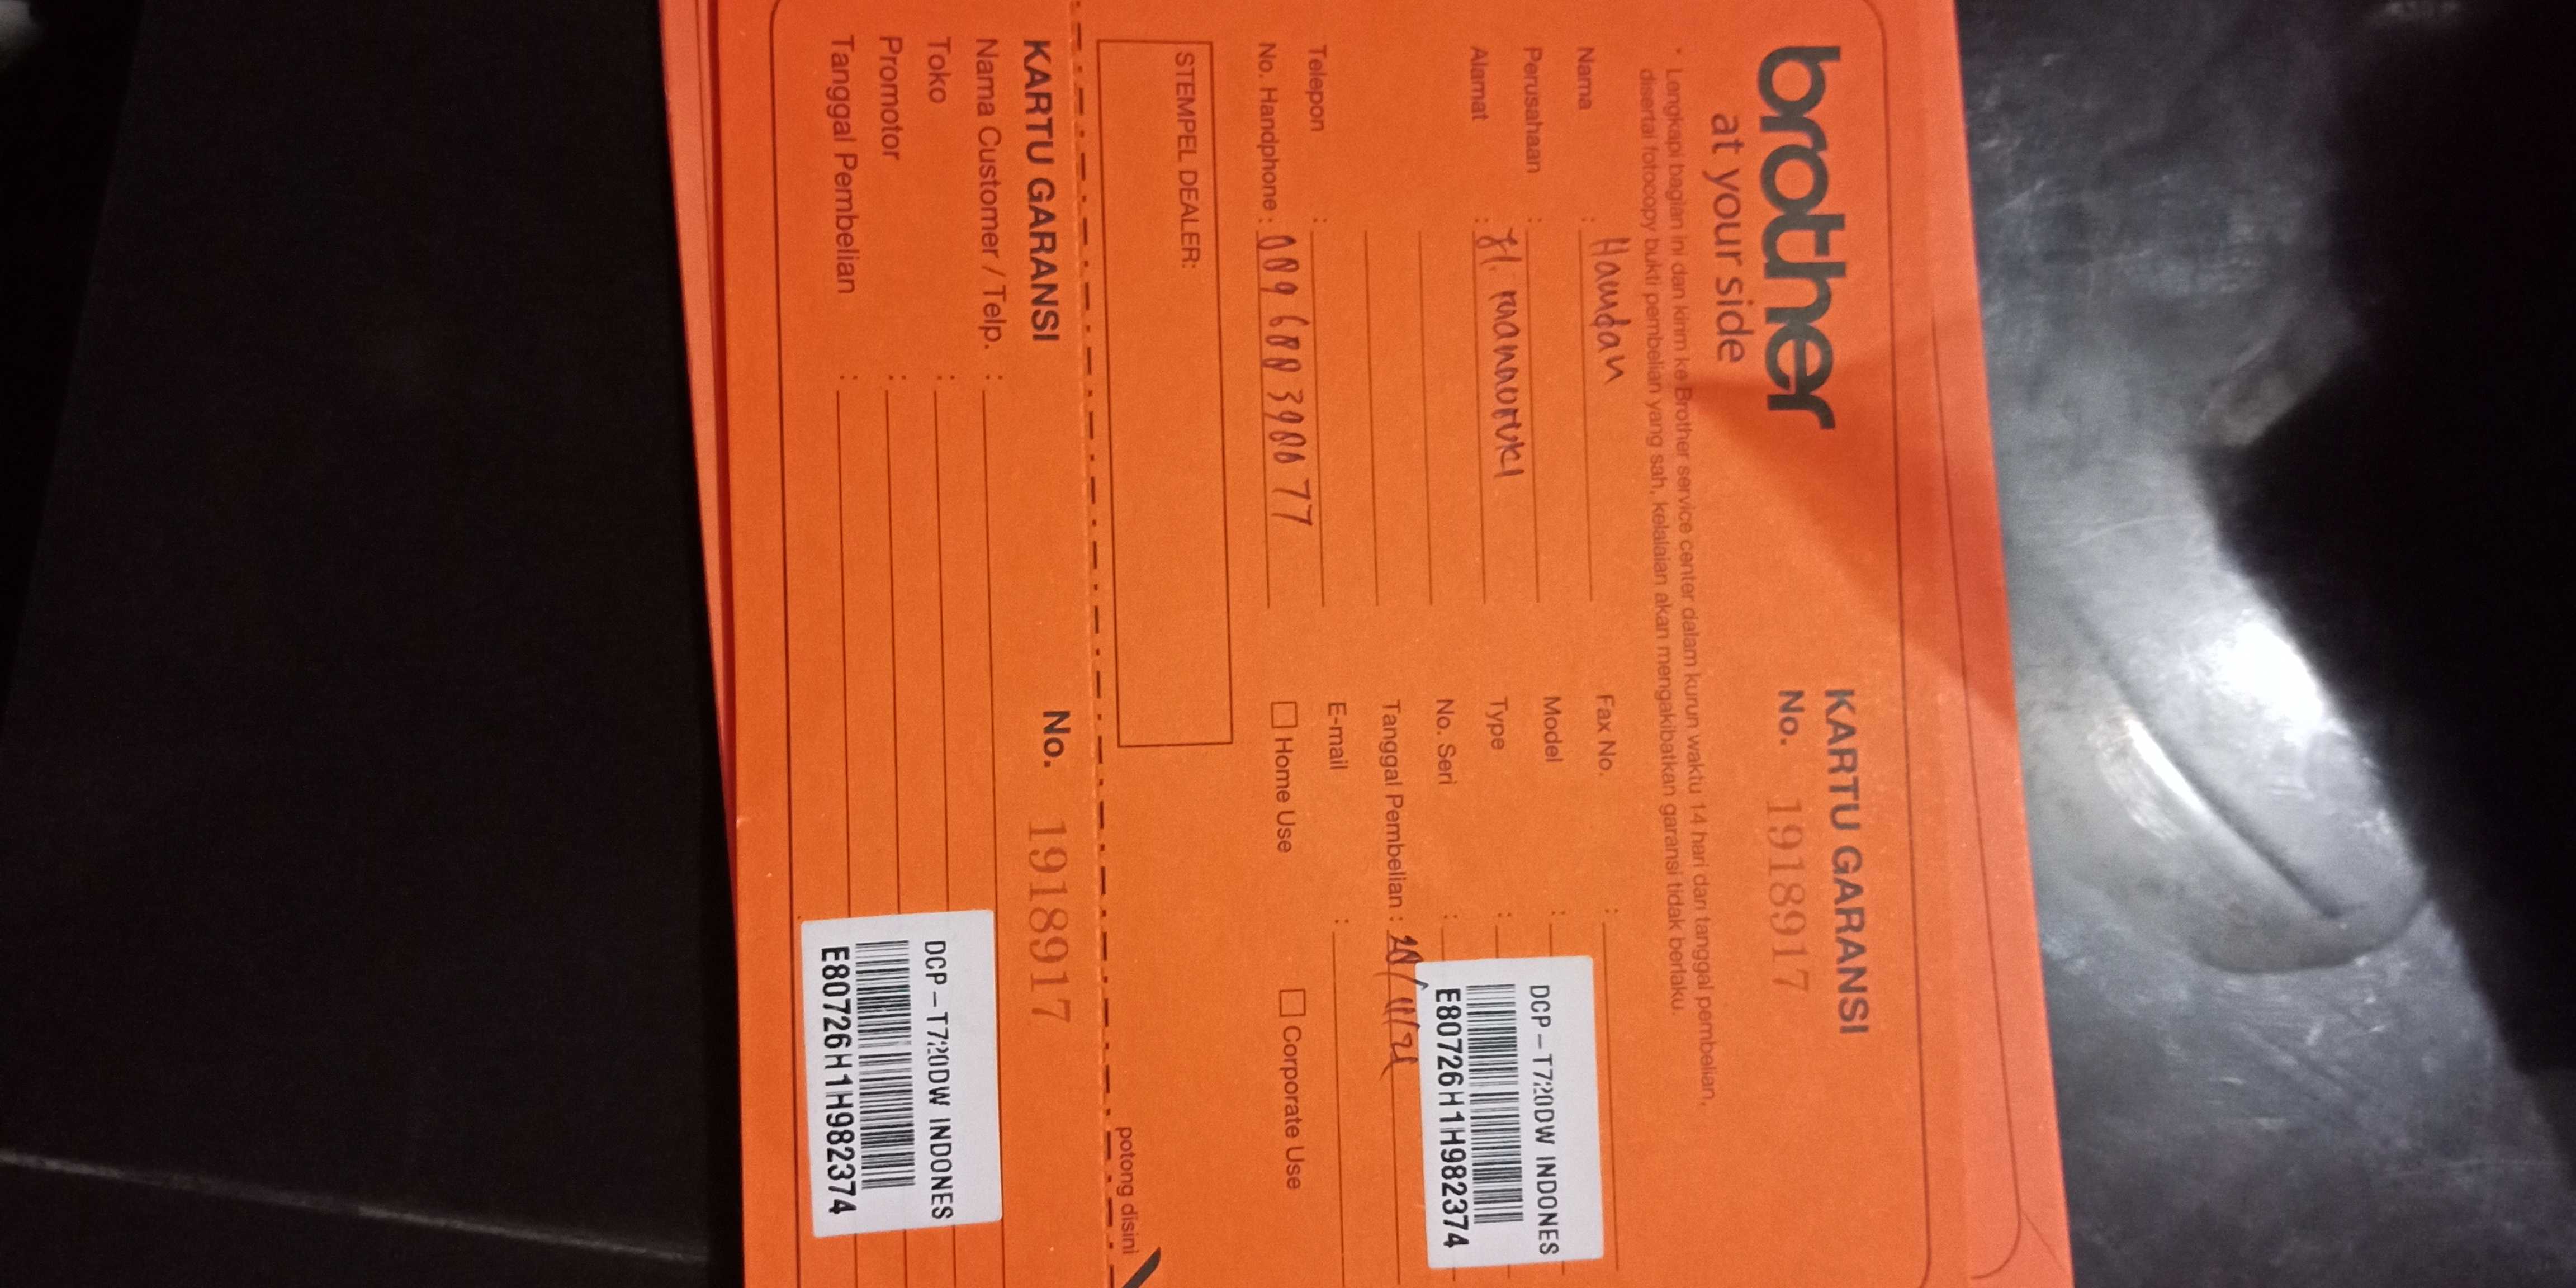 brother
at your side
KARTU GARANSI
No. 1918917
• Lengkapi bagian ini dan kirim ke Brother service center dalam kurun waktu 14 hari dari tanggal pembelian,
disertai fotocopy bukti pembelian yang sah, kelalaian akan mengakibatkan garansi tidak berlaku.
Nama : Hamdan
Perusahaan :
Alamat : Jl.
Telepon :
No. Handphone :
Fax No. :
Model :
Type :
No. Seri :
DCP-T720DW INDONES
E80726H1H982374
Tanggal Pembelian :
E-mail :
Home Use
Corporate Use
STEMPEL DEALER:
potong disini
KARTU GARANSI
No. 1918917
Nama Customer / Telp. :
Toko :
Promotor :
Tanggal Pembelian :
DCP-T720DW INDONES
E80726H1H982374